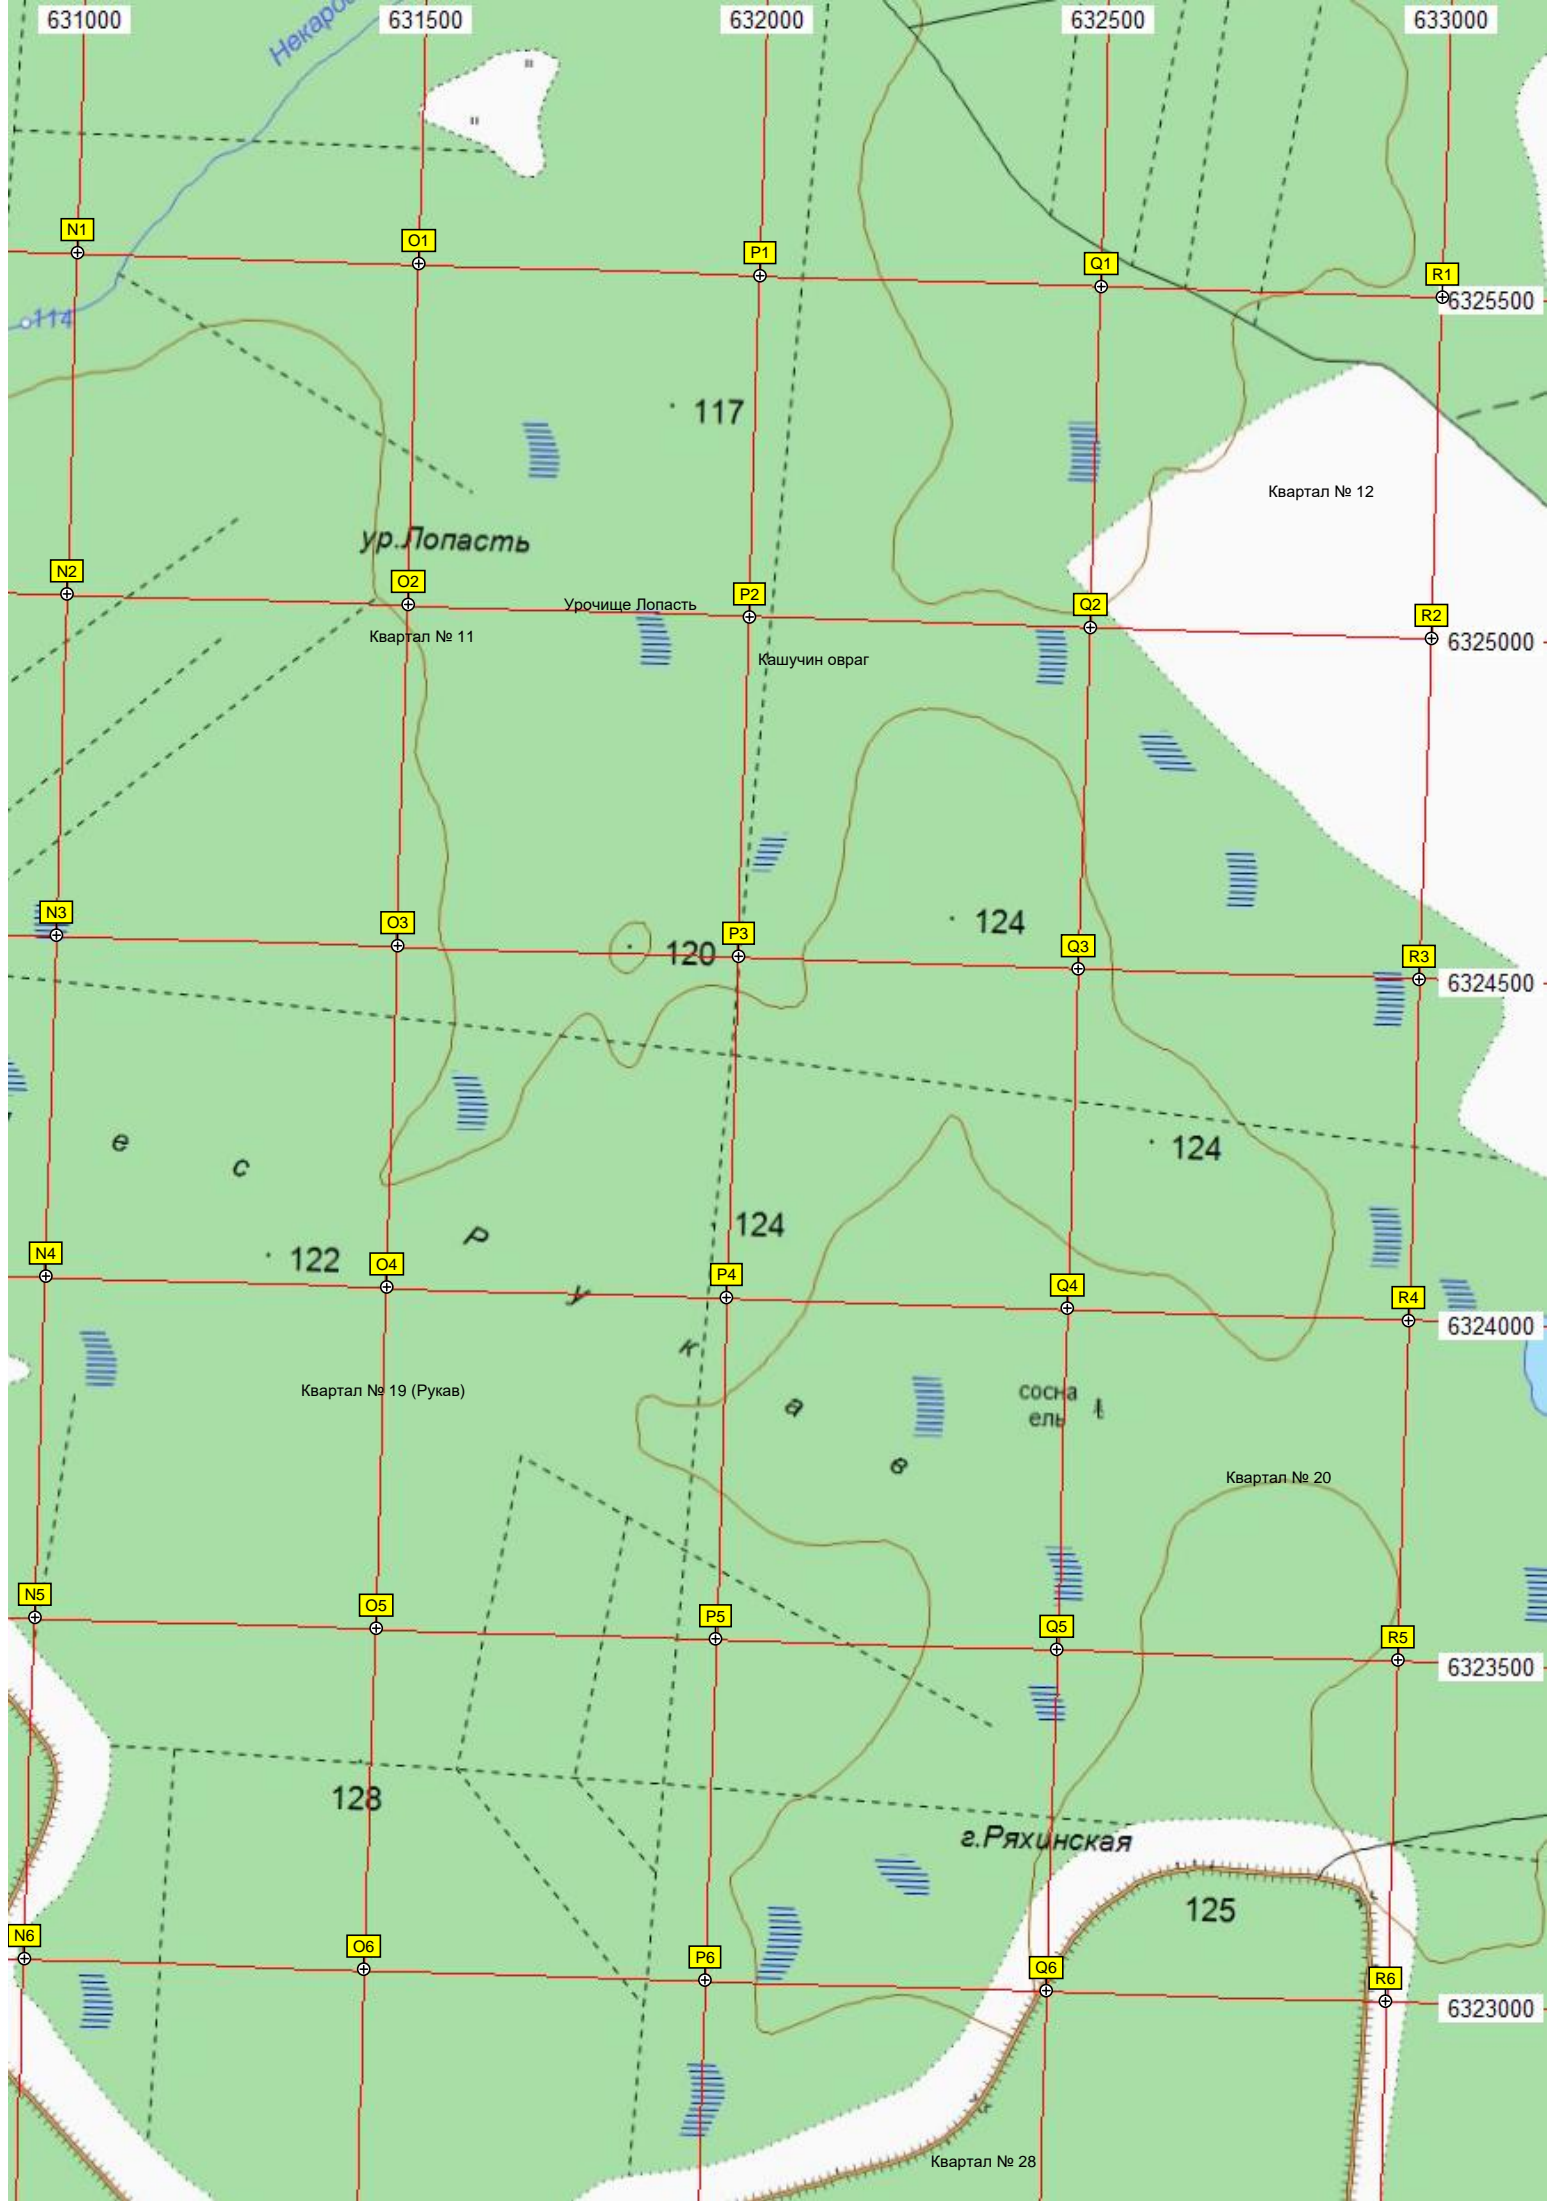 631000 631500 632000 632500 633000
Некаро
N1 O1 P1 Q1 R1
6325500
114
117
Квартал № 12
ур.Лопасть
N2 O2 P2 Q2 R2
Урочище Лопасть
Квартал № 11
6325000
Кашучин овраг
N3 O3 P3 Q3 R3
124
120
6324500
е
с
Р
у
к
а
в
124
124
122
N4 O4 P4 Q4 R4
6324000
Квартал № 19 (Рукав)
сосна
ель
Квартал № 20
N5 O5 P5 Q5 R5
6323500
128
г.Ряхинская
125
N6 O6 P6 Q6 R6
6323000
Квартал № 28